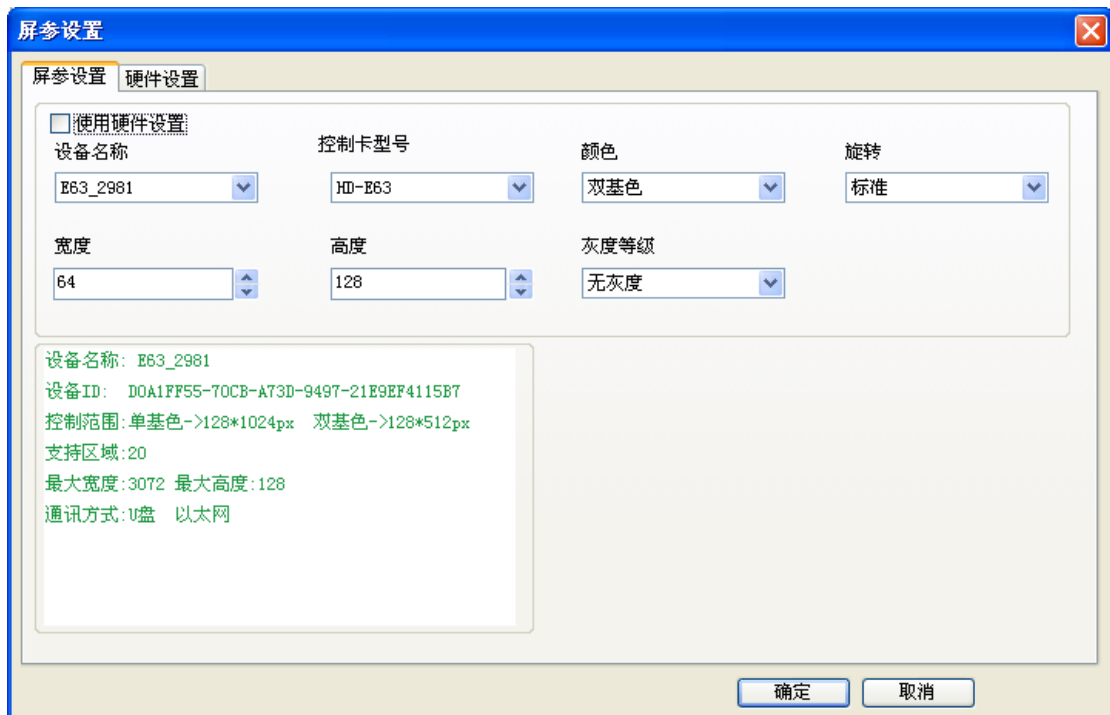 屏参设置
屏参设置 硬件设置
使用硬件设置
设备名称 控制卡型号 颜色 旋转
E63_2981 HD-E63 双基色 标准
宽度 高度 灰度等级
64 128 无灰度
设备名称: E63_2981
设备ID: D0A1FF55-70CB-A73D-9497-21E9EF4115B7
控制范围:单基色->128*1024px 双基色->128*512px
支持区域:20
最大宽度:3072 最大高度:128
通讯方式:U盘 以太网
确定 取消